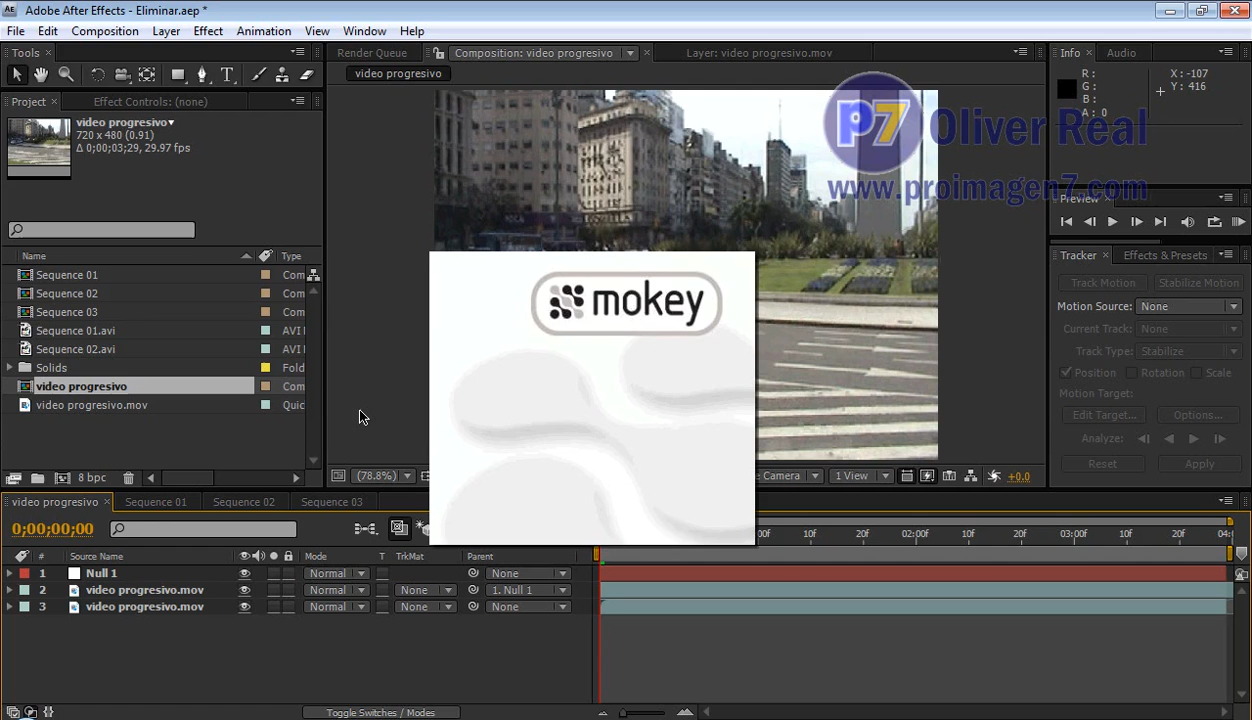 Adobe After Effects - Eliminar.aep *
File Edit Composition Layer Effect Animation View Window Help
Tools
Render Queue
Composition: video progresivo
Layer: video progresivo.mov
Info
Audio
video progresivo
R :
G :
B :
A : 0
X : -107
Y : 416
Project
Effect Controls: (none)
video progresivo
720 x 480 (0.91)
Δ 0;00;03;29, 29.97 fps
P7 Oliver Real
www.proimagen7.com
Preview
Name Type
Sequence 01 Com
Sequence 02 Com
Sequence 03 Com
Sequence 01.avi AVI
Sequence 02.avi AVI
Solids Fold
video progresivo Com
video progresivo.mov Quic
8 bpc
mokey
Tracker
Effects & Presets
Track Motion Stabilize Motion
Motion Source: None
Current Track: None
Track Type: Stabilize
Position Rotation Scale
Motion Target:
Edit Target... Options...
Analyze:
Reset Apply
(78.8%)
e Camera
1 View
+0.0
video progresivo
Sequence 01
Sequence 02
Sequence 03
0;00;00;00
:00f 10f 20f 02:00f 10f 20f 03:00f 10f 20f 04:
# Source Name Mode T TrkMat Parent
1 Null 1 Normal None
2 video progresivo.mov Normal None 1. Null 1
3 video progresivo.mov Normal None None
Toggle Switches / Modes